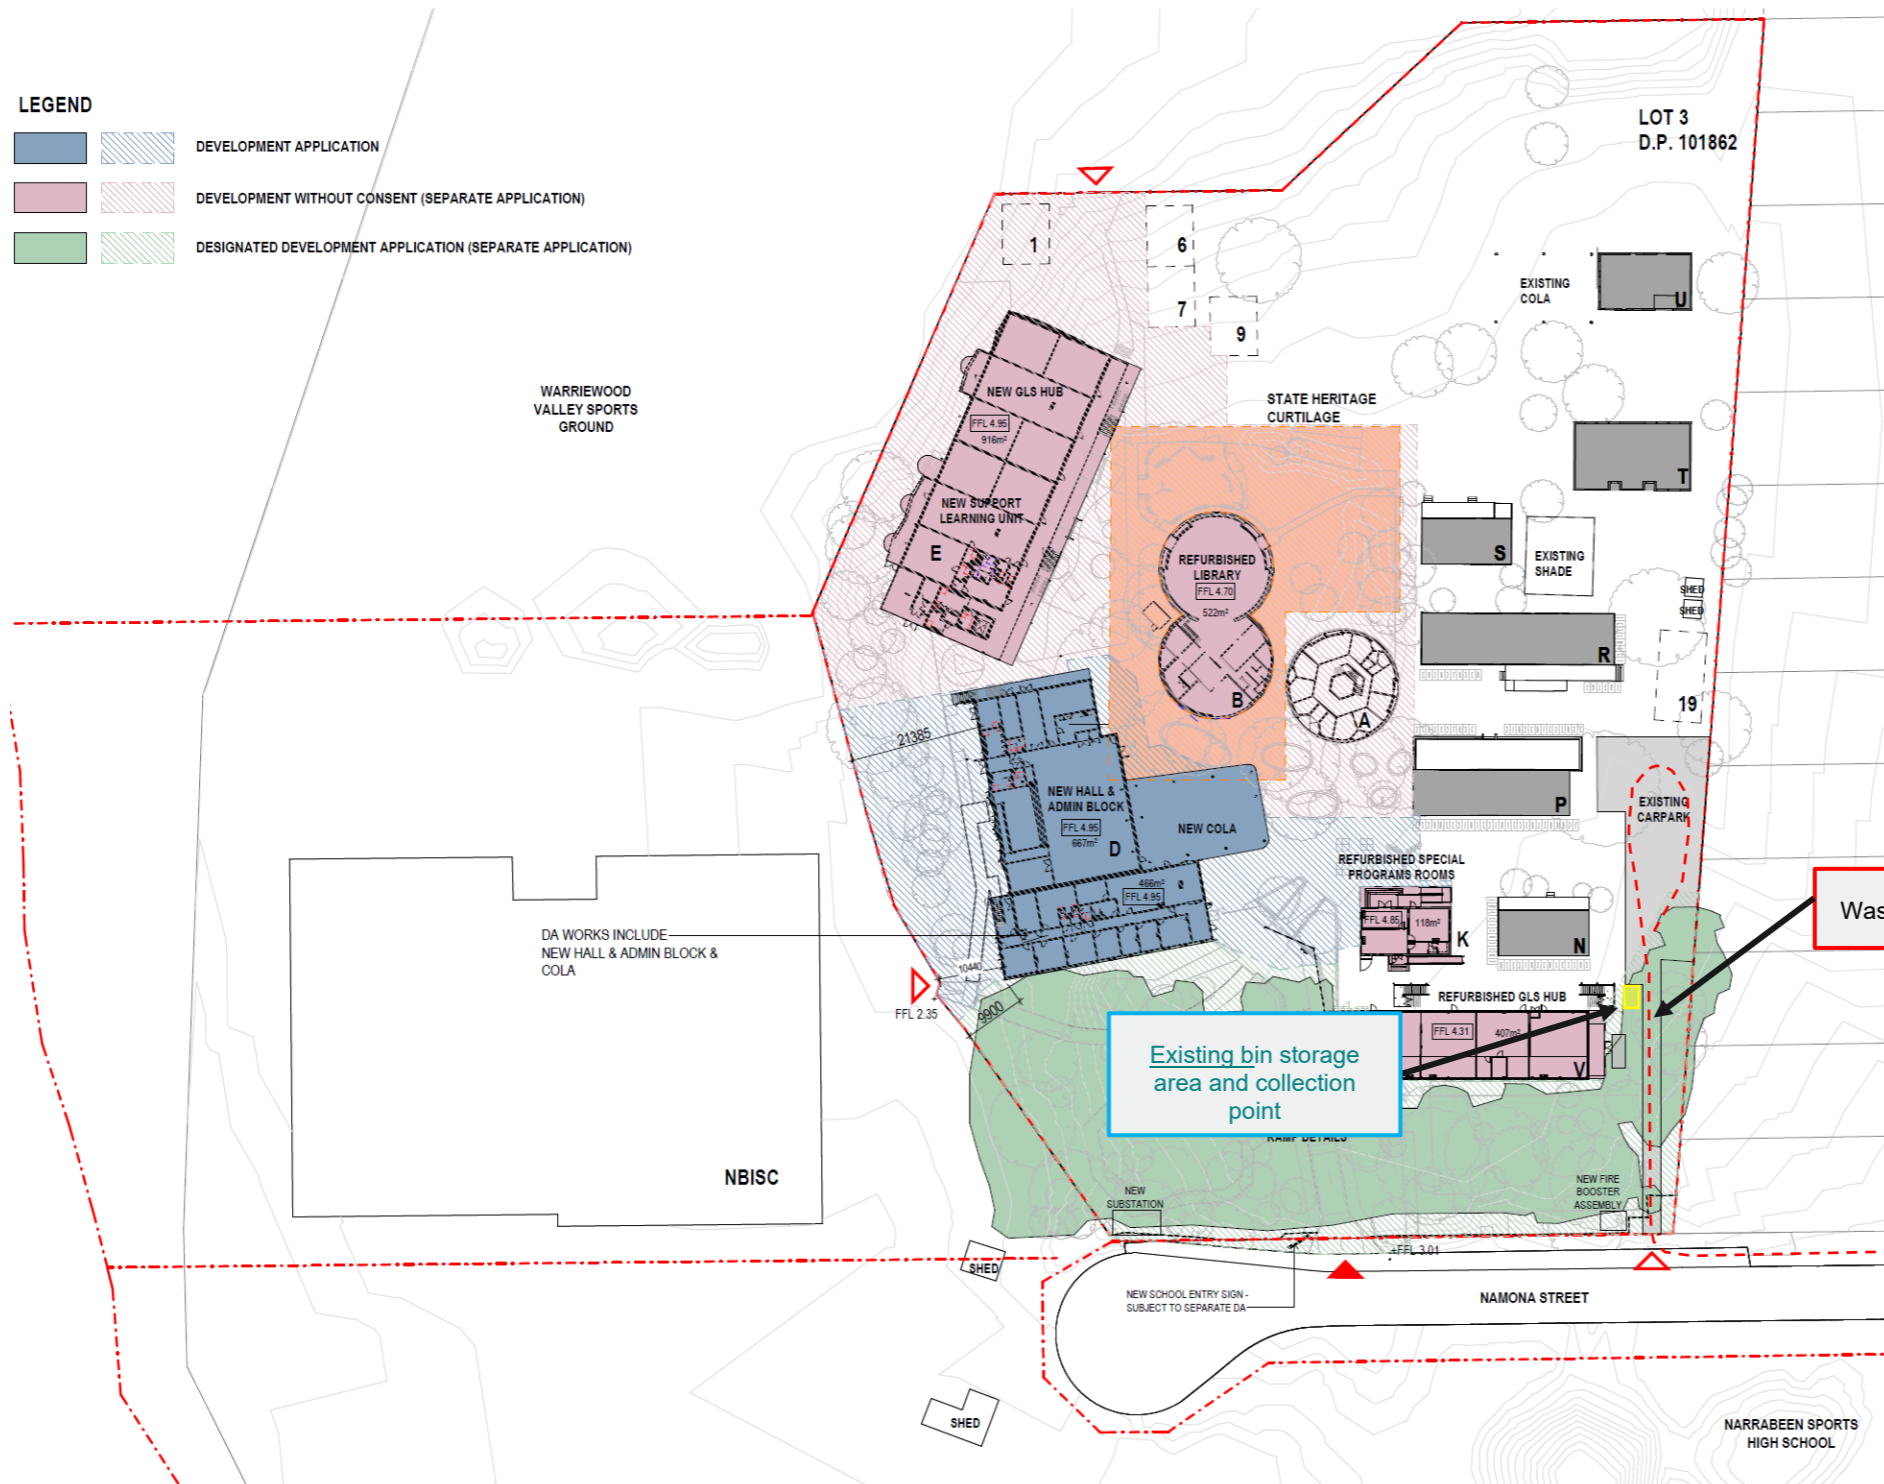 LEGEND
DEVELOPMENT APPLICATION
DEVELOPMENT WITHOUT CONSENT (SEPARATE APPLICATION)
DESIGNATED DEVELOPMENT APPLICATION (SEPARATE APPLICATION)
LOT 3
D.P. 101862
1
6
7
9
EXISTING
COLA
U
WARRIEWOOD
VALLEY SPORTS
GROUND
NEW GLS HUB
FFL 4.95
916m²
STATE HERITAGE
CURTILAGE
T
NEW SUPPORT
LEARNING UNIT
E
REFURBISHED
LIBRARY
FFL 4.70
522m²
B
A
S
EXISTING
SHADE
SHED
SHED
R
19
21385
NEW HALL &
ADMIN BLOCK
FFL 4.95
667m²
D
NEW COLA
P
EXISTING
CARPARK
REFURBISHED SPECIAL
PROGRAMS ROOMS
466m²
FFL 4.95
FFL 4.85
118m²
K
N
Was
DA WORKS INCLUDE
NEW HALL & ADMIN BLOCK &
COLA
10440
9900
FFL 2.35
REFURBISHED GLS HUB
FFL 4.31
407m²
V
Existing bin storage
area and collection
point
RAMP DETAILS
NBISC
NEW
SUBSTATION
NEW FIRE
BOOSTER
ASSEMBLY
SHED
+FFL 3.01
NEW SCHOOL ENTRY SIGN -
SUBJECT TO SEPARATE DA
NAMONA STREET
SHED
NARRABEEN SPORTS
HIGH SCHOOL